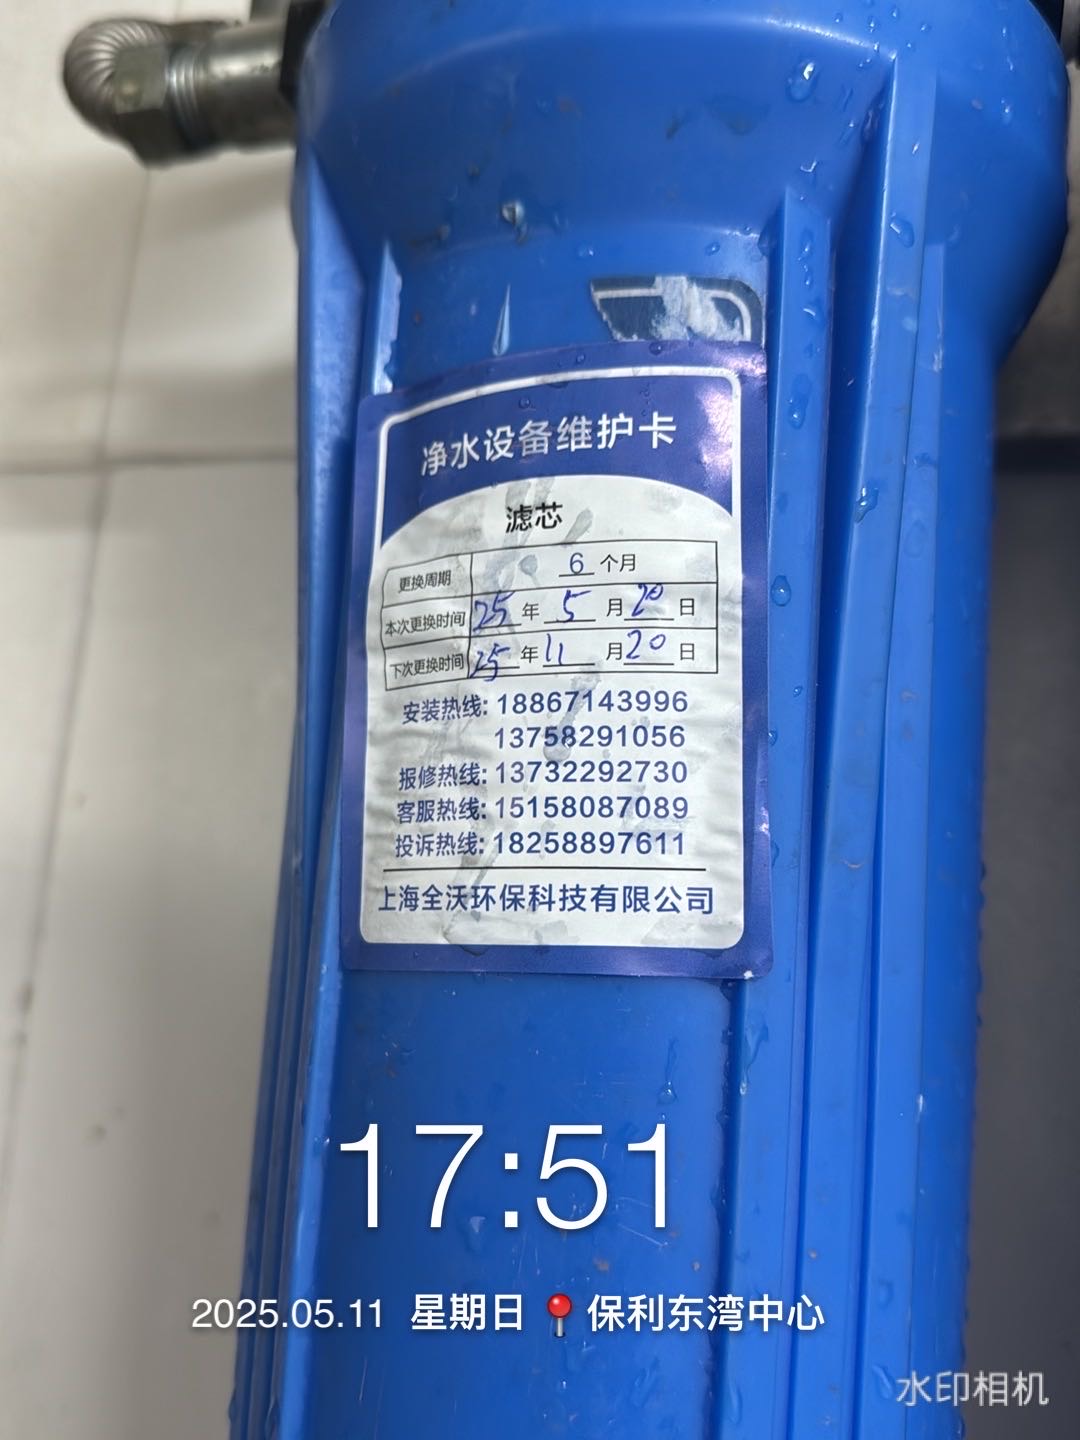 净水设备维护卡
滤芯
更换周期 6 个月
本次更换时间 25 年 5 月 20 日
下次更换时间 25 年 11 月 20 日
安装热线: 18867143996
13758291056
报修热线: 13732292730
客服热线: 15158087089
投诉热线: 18258897611
上海全沃环保科技有限公司
17:51
2025.05.11 星期日 📍 保利东湾中心
水印相机